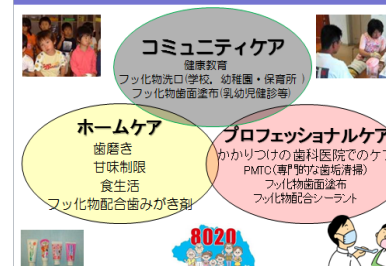 コミュニティケア
健康教育
フッ化物洗口(学校，幼稚園・保育所 )
フッ化物歯面塗布(乳幼児健診等)
ホームケア
歯磨き
甘味制限
食生活
フッ化物配合歯みがき剤
プロフェッショナルケア
かかりつけの歯科医院でのケア
PMTC(専門的な歯垢清掃)
フッ化物歯面塗布
フッ化物配合シーラント
8020